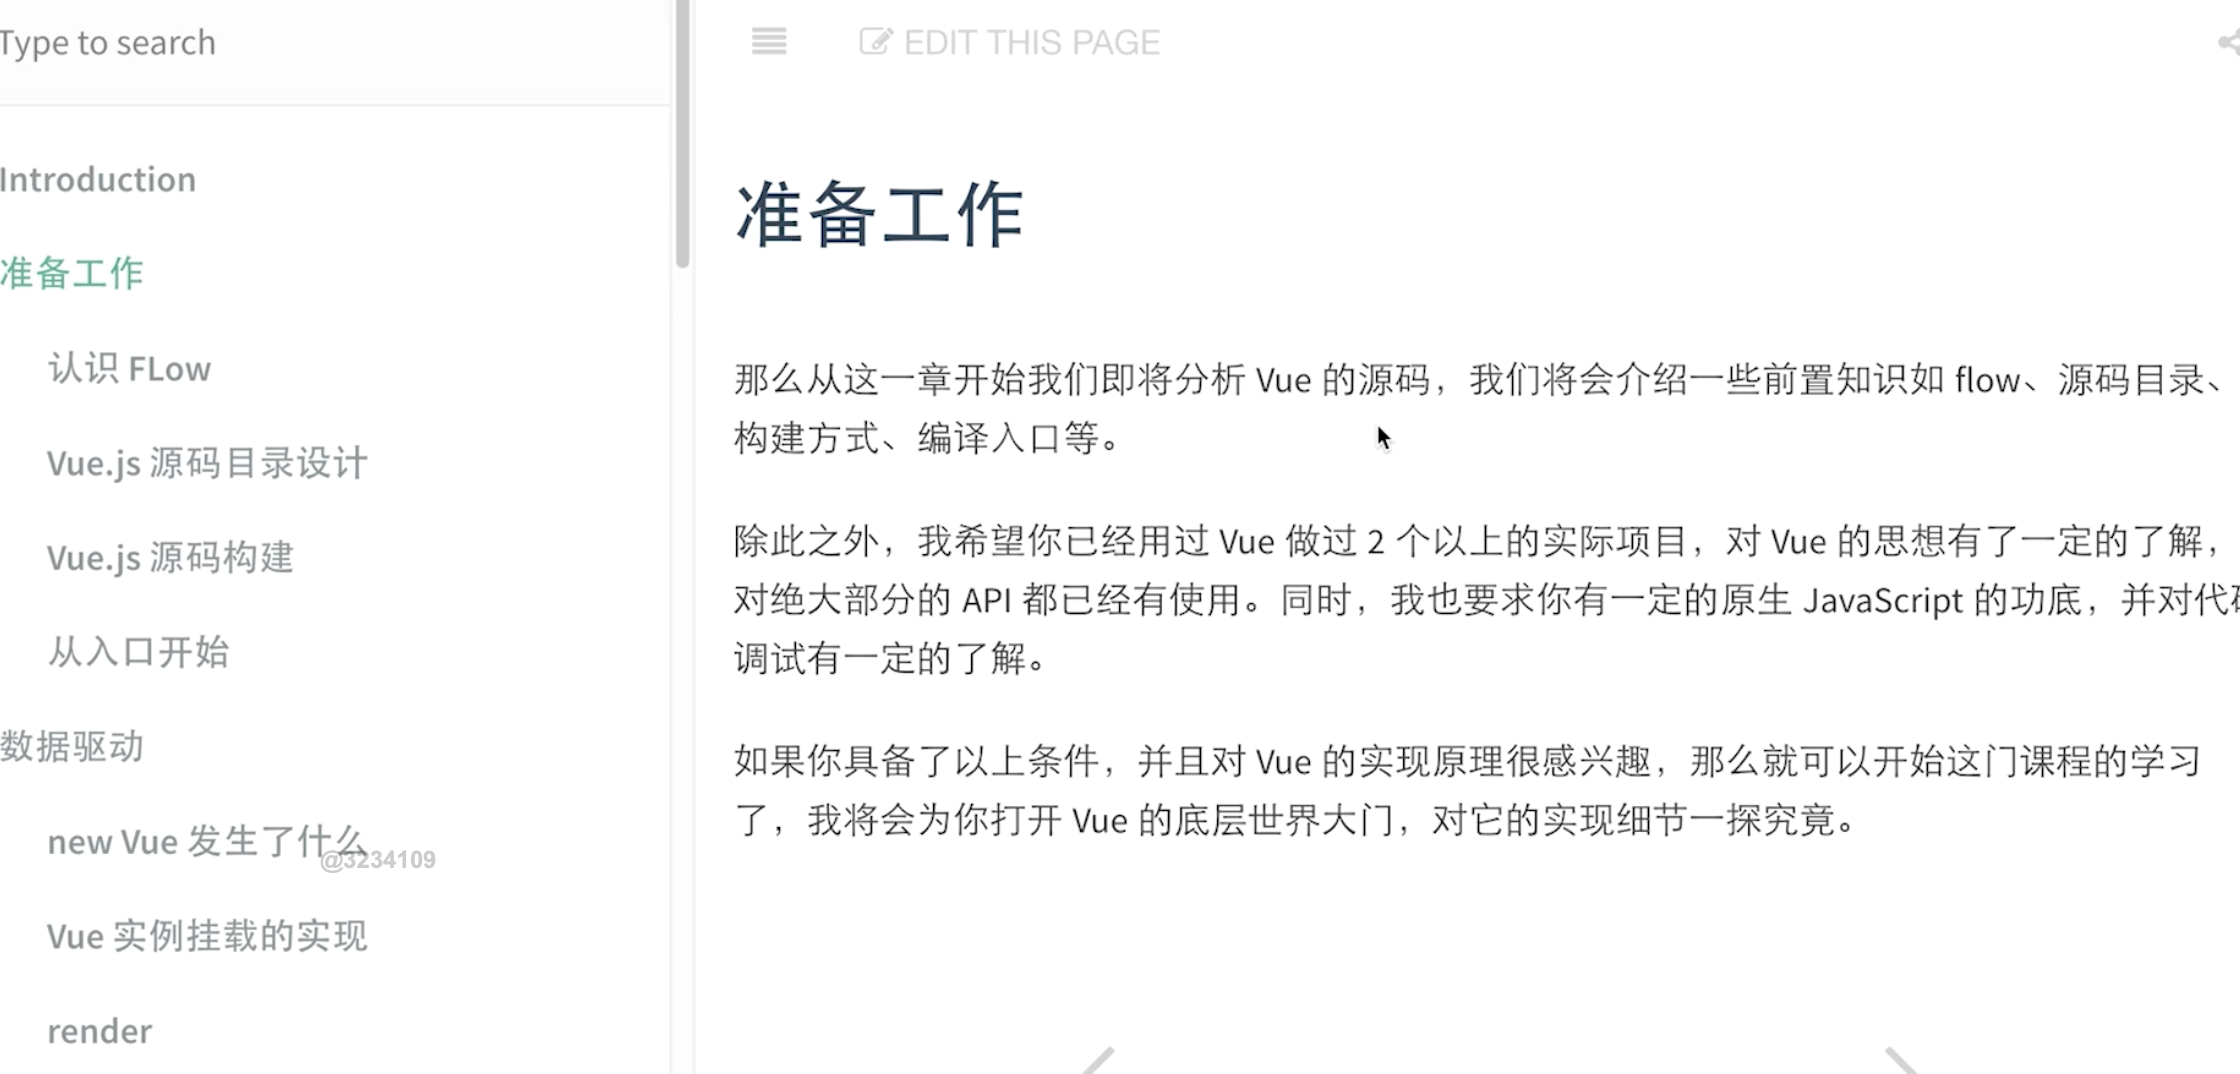 Type to search
Introduction
准备工作
认识 FLow
Vue.js 源码目录设计
Vue.js 源码构建
从入口开始
数据驱动
new Vue 发生了什么
@3234109
Vue 实例挂载的实现
render
EDIT THIS PAGE
准备工作
那么从这一章开始我们即将分析 Vue 的源码，我们将会介绍一些前置知识如 flow、源码目录、
构建方式、编译入口等。
除此之外，我希望你已经用过 Vue 做过 2 个以上的实际项目，对 Vue 的思想有了一定的了解，
对绝大部分的 API 都已经有使用。同时，我也要求你有一定的原生 JavaScript 的功底，并对代码
调试有一定的了解。
如果你具备了以上条件，并且对 Vue 的实现原理很感兴趣，那么就可以开始这门课程的学习
了，我将会为你打开 Vue 的底层世界大门，对它的实现细节一探究竟。